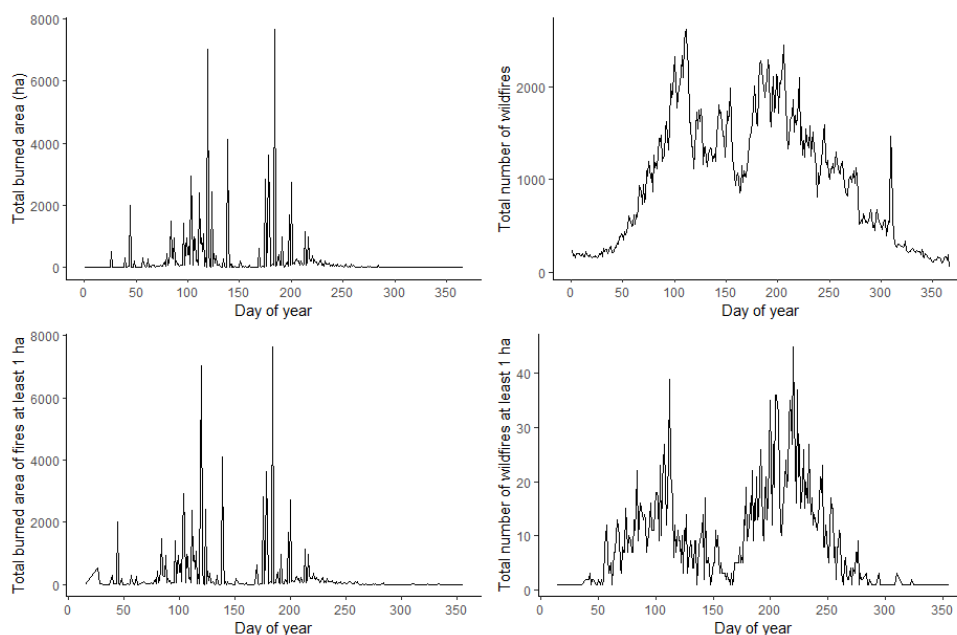 Total burned area (ha)
8000
6000
4000
2000
0
0 50 100 150 200 250 300 350
Day of year
Total number of wildfires
2000
1000
0
0 50 100 150 200 250 300 350
Day of year
Total burned area of fires at least 1 ha
8000
6000
4000
2000
0
0 50 100 150 200 250 300 350
Day of year
Total number of wildfires at least 1 ha
40
30
20
10
0
0 50 100 150 200 250 300 350
Day of year